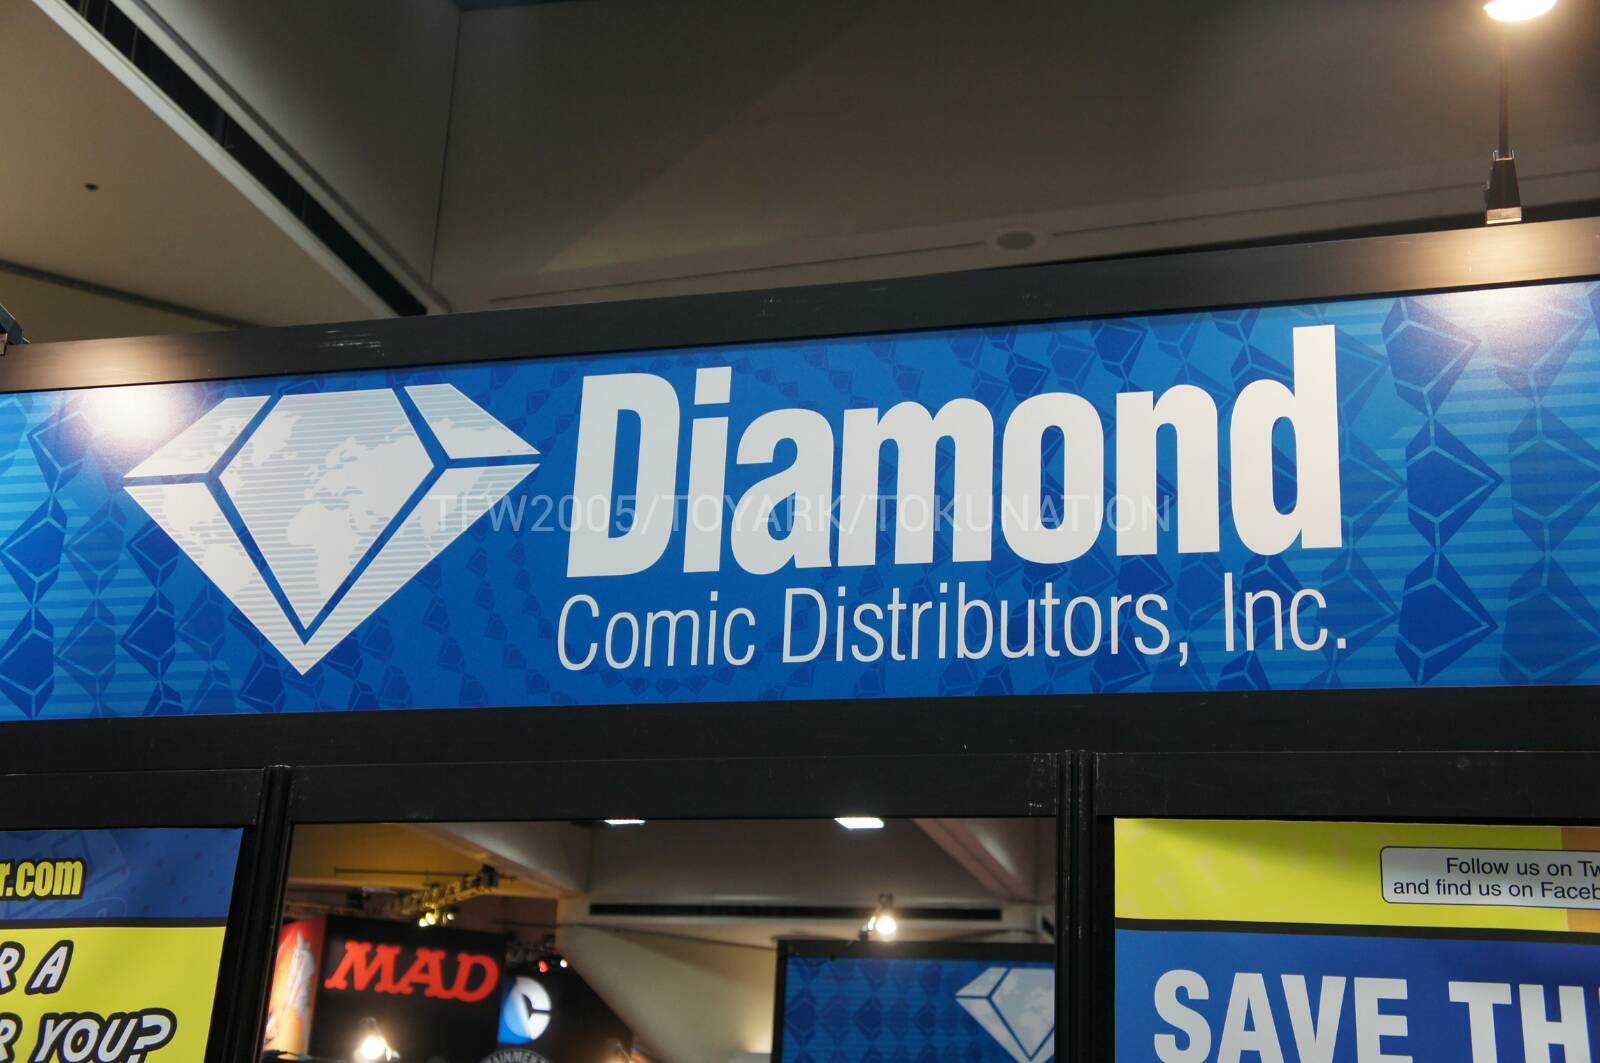 Diamond
TFW2005/TOYARK/TOKUNATION
Comic Distributors, Inc.
r.com
R A
R YOU?
MAD
Follow us on Tw
and find us on Faceb
SAVE TH